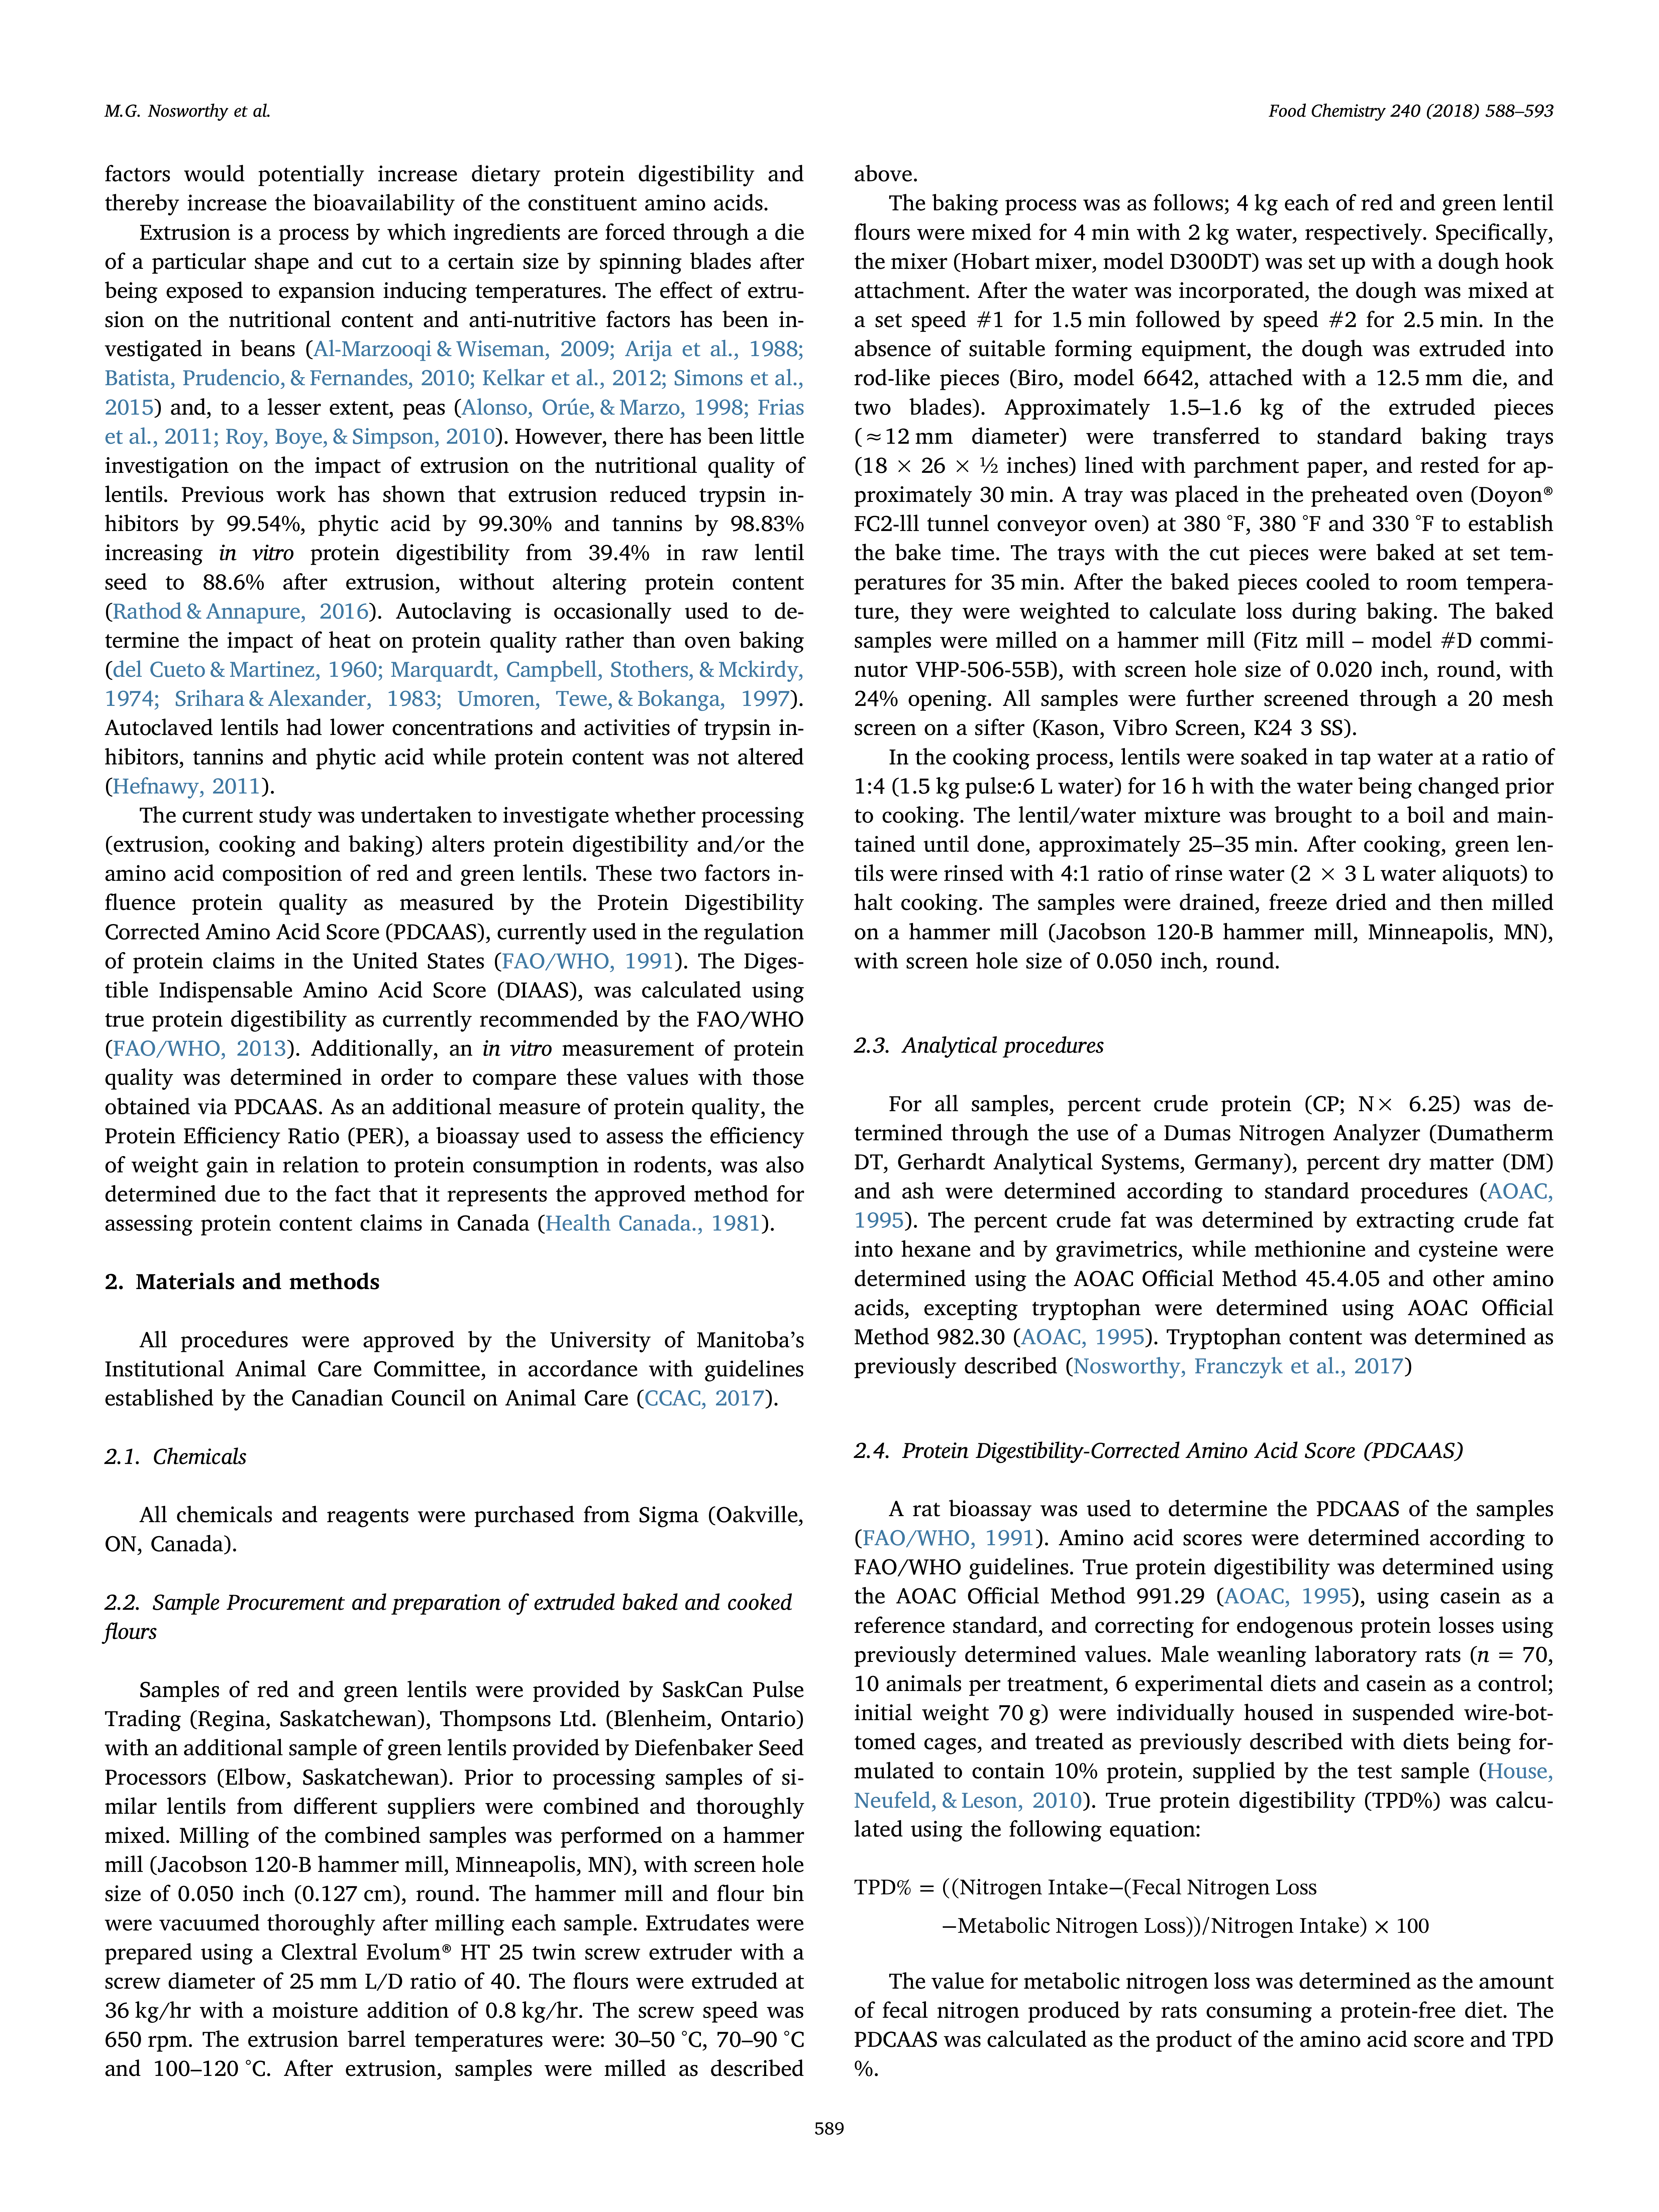 M.G. Nosworthy et al.
Food Chemistry 240 (2018) 588–593
factors would potentially increase dietary protein digestibility and
thereby increase the bioavailability of the constituent amino acids.
Extrusion is a process by which ingredients are forced through a die
of a particular shape and cut to a certain size by spinning blades after
being exposed to expansion inducing temperatures. The effect of extru-
sion on the nutritional content and anti-nutritive factors has been in-
vestigated in beans (Al-Marzooqi & Wiseman, 2009; Arija et al., 1988;
Batista, Prudencio, & Fernandes, 2010; Kelkar et al., 2012; Simons et al.,
2015) and, to a lesser extent, peas (Alonso, Orúe, & Marzo, 1998; Frias
et al., 2011; Roy, Boye, & Simpson, 2010). However, there has been little
investigation on the impact of extrusion on the nutritional quality of
lentils. Previous work has shown that extrusion reduced trypsin in-
hibitors by 99.54%, phytic acid by 99.30% and tannins by 98.83%
increasing in vitro protein digestibility from 39.4% in raw lentil
seed to 88.6% after extrusion, without altering protein content
(Rathod & Annapure, 2016). Autoclaving is occasionally used to de-
termine the impact of heat on protein quality rather than oven baking
(del Cueto & Martinez, 1960; Marquardt, Campbell, Stothers, & Mckirdy,
1974; Srihara & Alexander, 1983; Umoren, Tewe, & Bokanga, 1997).
Autoclaved lentils had lower concentrations and activities of trypsin in-
hibitors, tannins and phytic acid while protein content was not altered
(Hefnawy, 2011).
The current study was undertaken to investigate whether processing
(extrusion, cooking and baking) alters protein digestibility and/or the
amino acid composition of red and green lentils. These two factors in-
fluence protein quality as measured by the Protein Digestibility
Corrected Amino Acid Score (PDCAAS), currently used in the regulation
of protein claims in the United States (FAO/WHO, 1991). The Diges-
tible Indispensable Amino Acid Score (DIAAS), was calculated using
true protein digestibility as currently recommended by the FAO/WHO
(FAO/WHO, 2013). Additionally, an in vitro measurement of protein
quality was determined in order to compare these values with those
obtained via PDCAAS. As an additional measure of protein quality, the
Protein Efficiency Ratio (PER), a bioassay used to assess the efficiency
of weight gain in relation to protein consumption in rodents, was also
determined due to the fact that it represents the approved method for
assessing protein content claims in Canada (Health Canada., 1981).
2. Materials and methods
All procedures were approved by the University of Manitoba's
Institutional Animal Care Committee, in accordance with guidelines
established by the Canadian Council on Animal Care (CCAC, 2017).
2.1. Chemicals
All chemicals and reagents were purchased from Sigma (Oakville,
ON, Canada).
2.2. Sample Procurement and preparation of extruded baked and cooked
flours
Samples of red and green lentils were provided by SaskCan Pulse
Trading (Regina, Saskatchewan), Thompsons Ltd. (Blenheim, Ontario)
with an additional sample of green lentils provided by Diefenbaker Seed
Processors (Elbow, Saskatchewan). Prior to processing samples of si-
milar lentils from different suppliers were combined and thoroughly
mixed. Milling of the combined samples was performed on a hammer
mill (Jacobson 120-B hammer mill, Minneapolis, MN), with screen hole
size of 0.050 inch (0.127 cm), round. The hammer mill and flour bin
were vacuumed thoroughly after milling each sample. Extrudates were
prepared using a Clextral Evolum® HT 25 twin screw extruder with a
screw diameter of 25 mm L/D ratio of 40. The flours were extruded at
36 kg/hr with a moisture addition of 0.8 kg/hr. The screw speed was
650 rpm. The extrusion barrel temperatures were: 30–50 °C, 70–90 °C
and 100–120 °C. After extrusion, samples were milled as described
above.
The baking process was as follows; 4 kg each of red and green lentil
flours were mixed for 4 min with 2 kg water, respectively. Specifically,
the mixer (Hobart mixer, model D300DT) was set up with a dough hook
attachment. After the water was incorporated, the dough was mixed at
a set speed #1 for 1.5 min followed by speed #2 for 2.5 min. In the
absence of suitable forming equipment, the dough was extruded into
rod-like pieces (Biro, model 6642, attached with a 12.5 mm die, and
two blades). Approximately 1.5–1.6 kg of the extruded pieces
(≈12 mm diameter) were transferred to standard baking trays
(18 × 26 × ½ inches) lined with parchment paper, and rested for ap-
proximately 30 min. A tray was placed in the preheated oven (Doyon®
FC2-lll tunnel conveyor oven) at 380 °F, 380 °F and 330 °F to establish
the bake time. The trays with the cut pieces were baked at set tem-
peratures for 35 min. After the baked pieces cooled to room tempera-
ture, they were weighted to calculate loss during baking. The baked
samples were milled on a hammer mill (Fitz mill – model #D commi-
nutor VHP-506-55B), with screen hole size of 0.020 inch, round, with
24% opening. All samples were further screened through a 20 mesh
screen on a sifter (Kason, Vibro Screen, K24 3 SS).
In the cooking process, lentils were soaked in tap water at a ratio of
1:4 (1.5 kg pulse:6 L water) for 16 h with the water being changed prior
to cooking. The lentil/water mixture was brought to a boil and main-
tained until done, approximately 25–35 min. After cooking, green len-
tils were rinsed with 4:1 ratio of rinse water (2 × 3 L water aliquots) to
halt cooking. The samples were drained, freeze dried and then milled
on a hammer mill (Jacobson 120-B hammer mill, Minneapolis, MN),
with screen hole size of 0.050 inch, round.
2.3. Analytical procedures
For all samples, percent crude protein (CP; N× 6.25) was de-
termined through the use of a Dumas Nitrogen Analyzer (Dumatherm
DT, Gerhardt Analytical Systems, Germany), percent dry matter (DM)
and ash were determined according to standard procedures (AOAC,
1995). The percent crude fat was determined by extracting crude fat
into hexane and by gravimetrics, while methionine and cysteine were
determined using the AOAC Official Method 45.4.05 and other amino
acids, excepting tryptophan were determined using AOAC Official
Method 982.30 (AOAC, 1995). Tryptophan content was determined as
previously described (Nosworthy, Franczyk et al., 2017)
2.4. Protein Digestibility-Corrected Amino Acid Score (PDCAAS)
A rat bioassay was used to determine the PDCAAS of the samples
(FAO/WHO, 1991). Amino acid scores were determined according to
FAO/WHO guidelines. True protein digestibility was determined using
the AOAC Official Method 991.29 (AOAC, 1995), using casein as a
reference standard, and correcting for endogenous protein losses using
previously determined values. Male weanling laboratory rats (n = 70,
10 animals per treatment, 6 experimental diets and casein as a control;
initial weight 70 g) were individually housed in suspended wire-bot-
tomed cages, and treated as previously described with diets being for-
mulated to contain 10% protein, supplied by the test sample (House,
Neufeld, & Leson, 2010). True protein digestibility (TPD%) was calcu-
lated using the following equation:
TPD% = ((Nitrogen Intake−(Fecal Nitrogen Loss
−Metabolic Nitrogen Loss))/Nitrogen Intake) × 100
The value for metabolic nitrogen loss was determined as the amount
of fecal nitrogen produced by rats consuming a protein-free diet. The
PDCAAS was calculated as the product of the amino acid score and TPD
%.
589